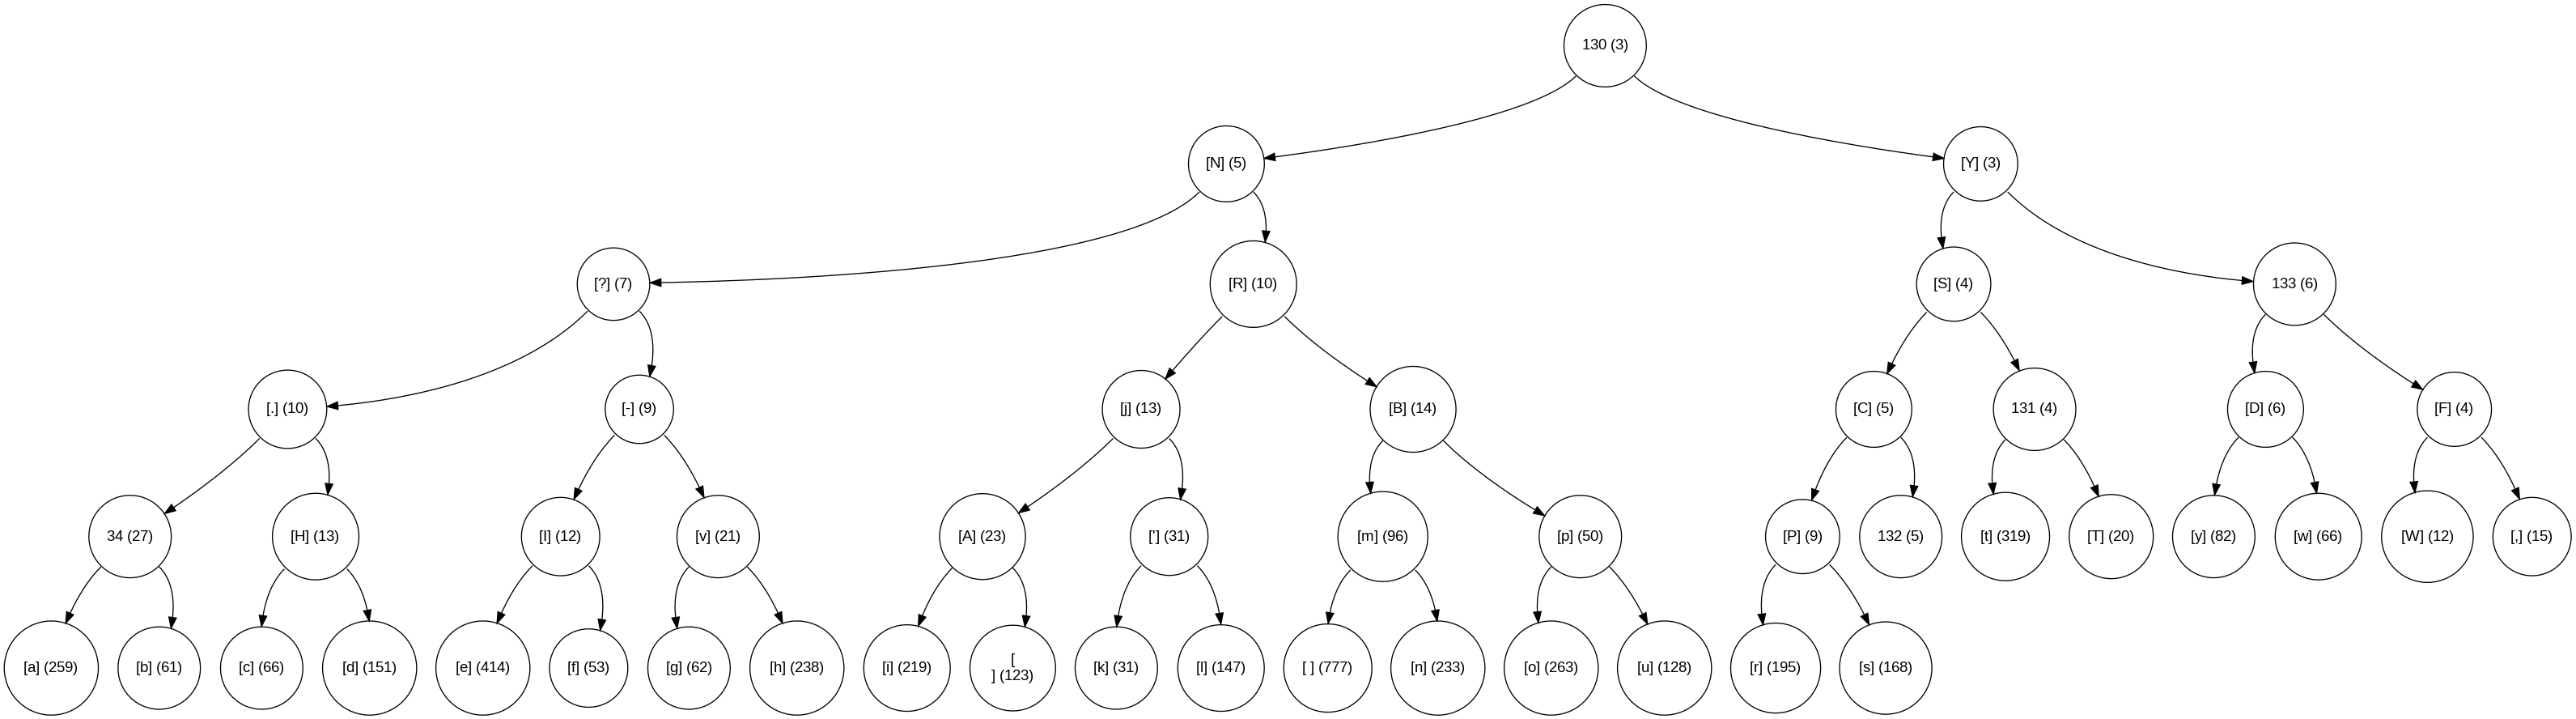 130 (3)
[N] (5)
[Y] (3)
[?] (7)
[R] (10)
[S] (4)
133 (6)
[.] (10)
[-] (9)
[j] (13)
[B] (14)
[C] (5)
131 (4)
[D] (6)
[F] (4)
34 (27)
[H] (13)
[I] (12)
[v] (21)
[A] (23)
['] (31)
[m] (96)
[p] (50)
[P] (9)
132 (5)
[t] (319)
[T] (20)
[y] (82)
[w] (66)
[W] (12)
[,] (15)
[a] (259)
[b] (61)
[c] (66)
[d] (151)
[e] (414)
[f] (53)
[g] (62)
[h] (238)
[i] (219)
[
] (123)
[k] (31)
[l] (147)
[ ] (777)
[n] (233)
[o] (263)
[u] (128)
[r] (195)
[s] (168)